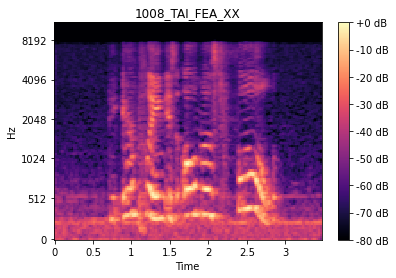 1008_TAI_FEA_XX
+0 dB
8192
-10 dB
4096
-20 dB
-30 dB
2048
-40 dB
Hz
1024
-50 dB
512
-60 dB
-70 dB
0
-80 dB
0 0.5 1 1.5 2 2.5 3
Time